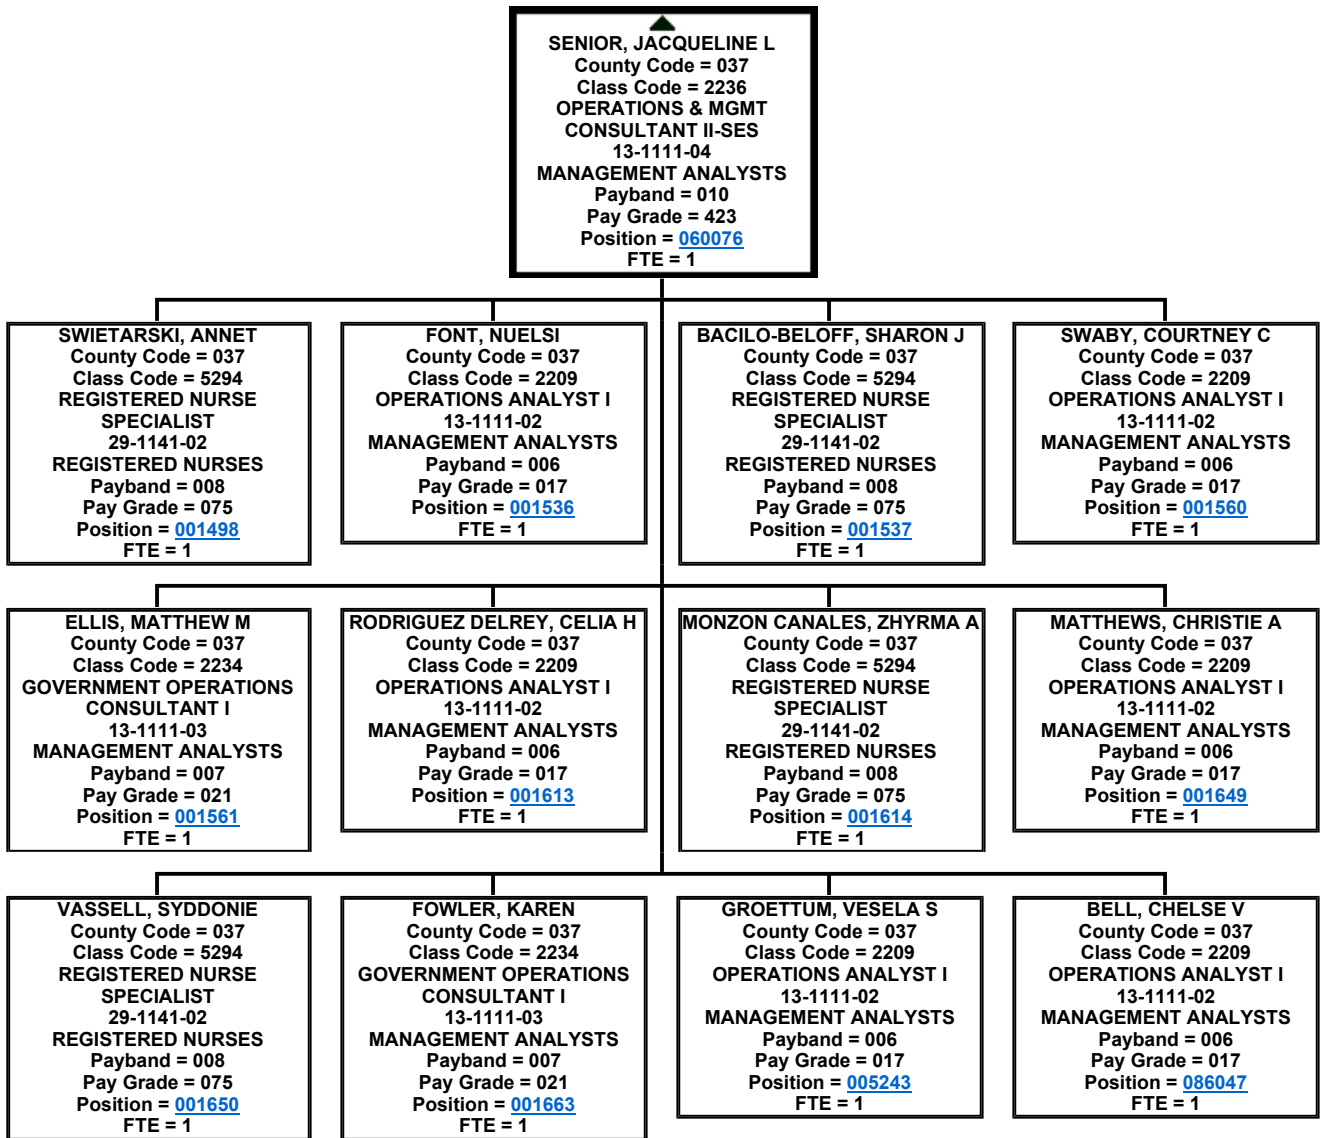 SENIOR, JACQUELINE L
County Code = 037
Class Code = 2236
OPERATIONS & MGMT
CONSULTANT II-SES
13-1111-04
MANAGEMENT ANALYSTS
Payband = 010
Pay Grade = 423
Position = 060076
FTE = 1
SWIETARSKI, ANNET
County Code = 037
Class Code = 5294
REGISTERED NURSE
SPECIALIST
29-1141-02
REGISTERED NURSES
Payband = 008
Pay Grade = 075
Position = 001498
FTE = 1
FONT, NUELSI
County Code = 037
Class Code = 2209
OPERATIONS ANALYST I
13-1111-02
MANAGEMENT ANALYSTS
Payband = 006
Pay Grade = 017
Position = 001536
FTE = 1
BACILO-BELOFF, SHARON J
County Code = 037
Class Code = 5294
REGISTERED NURSE
SPECIALIST
29-1141-02
REGISTERED NURSES
Payband = 008
Pay Grade = 075
Position = 001537
FTE = 1
SWABY, COURTNEY C
County Code = 037
Class Code = 2209
OPERATIONS ANALYST I
13-1111-02
MANAGEMENT ANALYSTS
Payband = 006
Pay Grade = 017
Position = 001560
FTE = 1
ELLIS, MATTHEW M
County Code = 037
Class Code = 2234
GOVERNMENT OPERATIONS
CONSULTANT I
13-1111-03
MANAGEMENT ANALYSTS
Payband = 007
Pay Grade = 021
Position = 001561
FTE = 1
RODRIGUEZ DELREY, CELIA H
County Code = 037
Class Code = 2209
OPERATIONS ANALYST I
13-1111-02
MANAGEMENT ANALYSTS
Payband = 006
Pay Grade = 017
Position = 001613
FTE = 1
MONZON CANALES, ZHYRMA A
County Code = 037
Class Code = 5294
REGISTERED NURSE
SPECIALIST
29-1141-02
REGISTERED NURSES
Payband = 008
Pay Grade = 075
Position = 001614
FTE = 1
MATTHEWS, CHRISTIE A
County Code = 037
Class Code = 2209
OPERATIONS ANALYST I
13-1111-02
MANAGEMENT ANALYSTS
Payband = 006
Pay Grade = 017
Position = 001649
FTE = 1
VASSELL, SYDDONIE
County Code = 037
Class Code = 5294
REGISTERED NURSE
SPECIALIST
29-1141-02
REGISTERED NURSES
Payband = 008
Pay Grade = 075
Position = 001650
FTE = 1
FOWLER, KAREN
County Code = 037
Class Code = 2234
GOVERNMENT OPERATIONS
CONSULTANT I
13-1111-03
MANAGEMENT ANALYSTS
Payband = 007
Pay Grade = 021
Position = 001663
FTE = 1
GROETTUM, VESELA S
County Code = 037
Class Code = 2209
OPERATIONS ANALYST I
13-1111-02
MANAGEMENT ANALYSTS
Payband = 006
Pay Grade = 017
Position = 005243
FTE = 1
BELL, CHELSE V
County Code = 037
Class Code = 2209
OPERATIONS ANALYST I
13-1111-02
MANAGEMENT ANALYSTS
Payband = 006
Pay Grade = 017
Position = 086047
FTE = 1